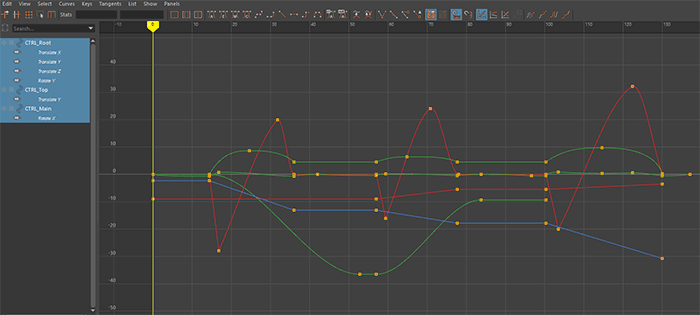 Edit View Select Curves Keys Tangents List Show Panels
Stats
Search...
-10 0 10 20 30 40 50 60 70 80 90 100 110 120 130
CTRL_Root
Translate X
Translate Y
Translate Z
Rotate Y
CTRL_Top
Translate Y
CTRL_Main
Rotate X
40
30
20
10
0
-10
-20
-30
-40
-50